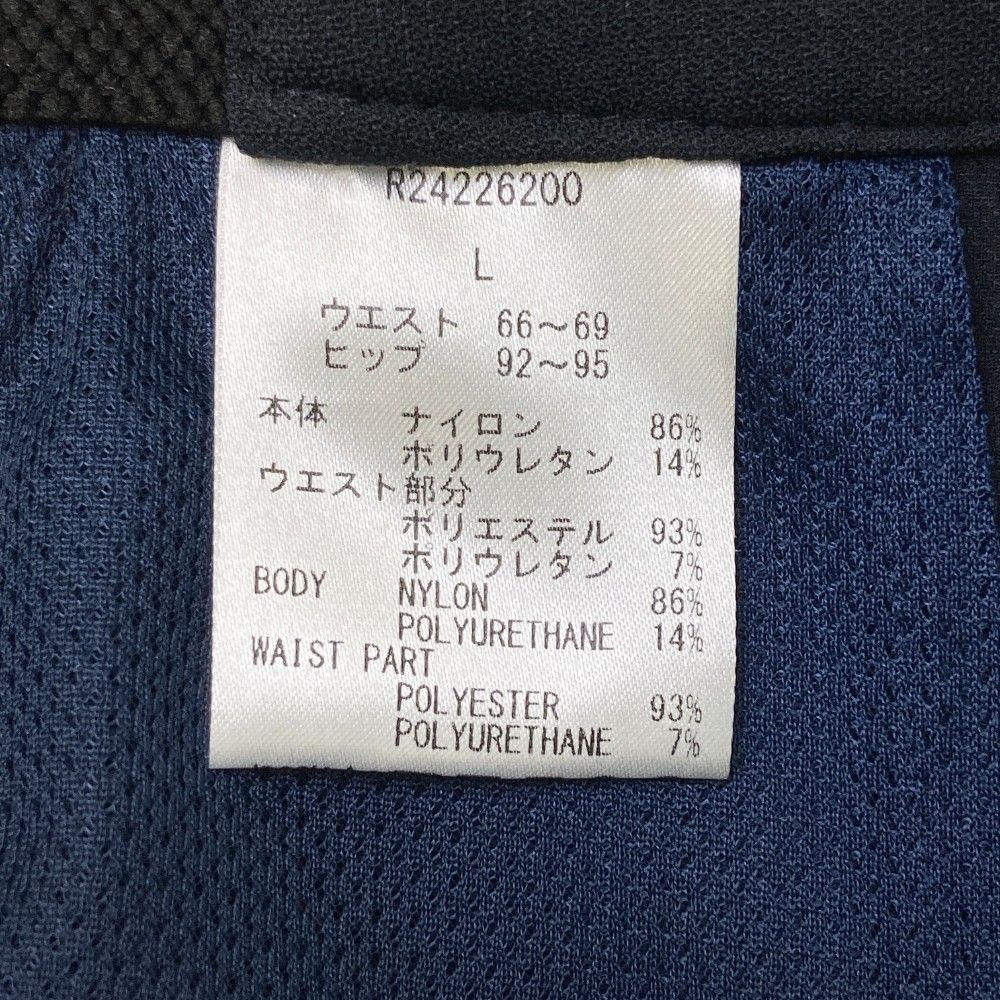 R24226200
L
ウエスト 66～69
ヒップ 92～95
本体 ナイロン 86%
ポリウレタン 14%
ウエスト部分
ポリエステル 93%
ポリウレタン 7%
BODY NYLON 86%
POLYURETHANE 14%
WAIST PART
POLYESTER 93%
POLYURETHANE 7%